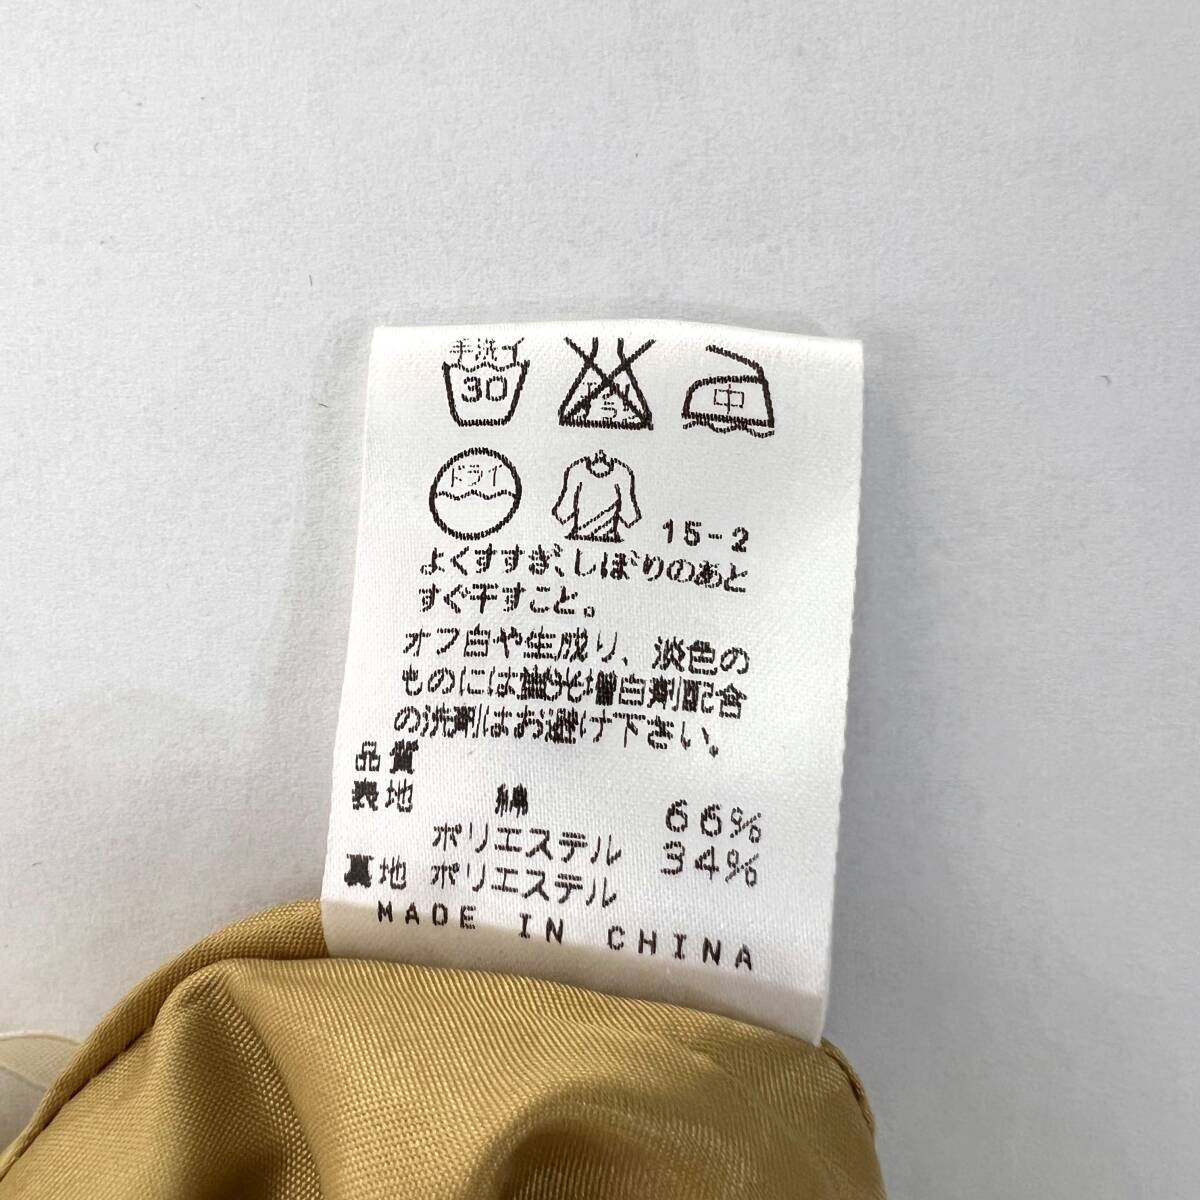 手洗イ
30
中
ドライ
15-2
よくすすぎ、しぼりのあと
すぐ干すこと。
オフ白や生成り、淡色の
ものには蛍光増白剤配合
の洗剤はお避け下さい。
品質
表地 綿 66%
ポリエステル 34%
裏地 ポリエステル
MADE IN CHINA